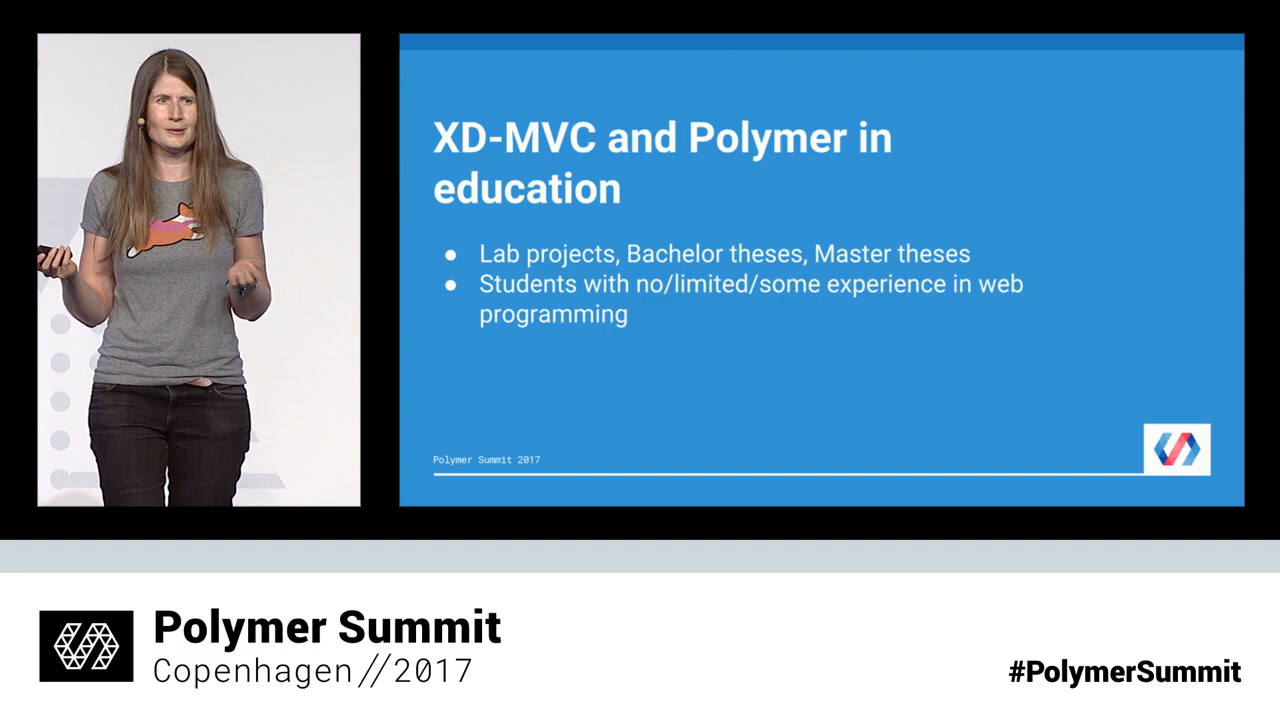 XD-MVC and Polymer in
education
● Lab projects, Bachelor theses, Master theses
● Students with no/limited/some experience in web
programming
Polymer Summit 2017
Polymer Summit
Copenhagen//2017
#PolymerSummit